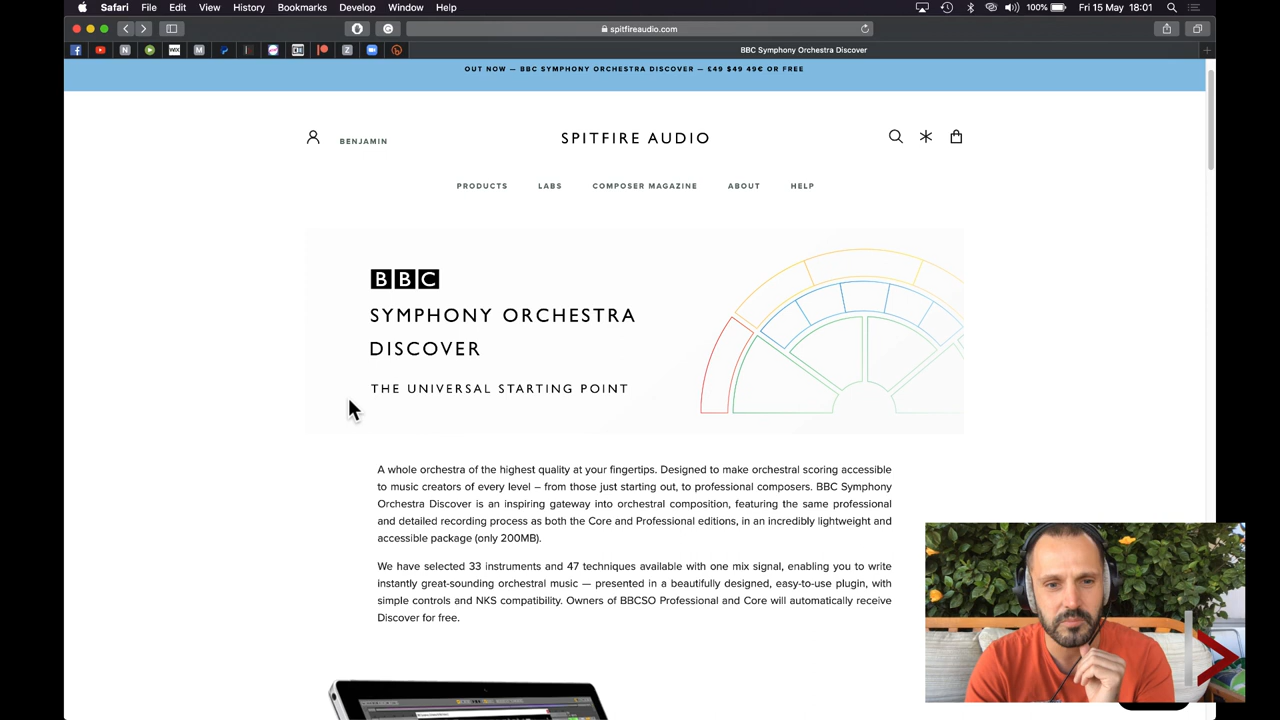 Safari File Edit View History Bookmarks Develop Window Help 100% Fri 15 May 18:01
spitfireaudio.com
BBC Symphony Orchestra Discover
OUT NOW — BBC SYMPHONY ORCHESTRA DISCOVER — £49 $49 49€ OR FREE
BENJAMIN
SPITFIRE AUDIO
PRODUCTS LABS COMPOSER MAGAZINE ABOUT HELP
BBC
SYMPHONY ORCHESTRA
DISCOVER
THE UNIVERSAL STARTING POINT
A whole orchestra of the highest quality at your fingertips. Designed to make orchestral scoring accessible
to music creators of every level – from those just starting out, to professional composers. BBC Symphony
Orchestra Discover is an inspiring gateway into orchestral composition, featuring the same professional
and detailed recording process as both the Core and Professional editions, in an incredibly lightweight and
accessible package (only 200MB).
We have selected 33 instruments and 47 techniques available with one mix signal, enabling you to write
instantly great-sounding orchestral music — presented in a beautifully designed, easy-to-use plugin, with
simple controls and NKS compatibility. Owners of BBCSO Professional and Core will automatically receive
Discover for free.